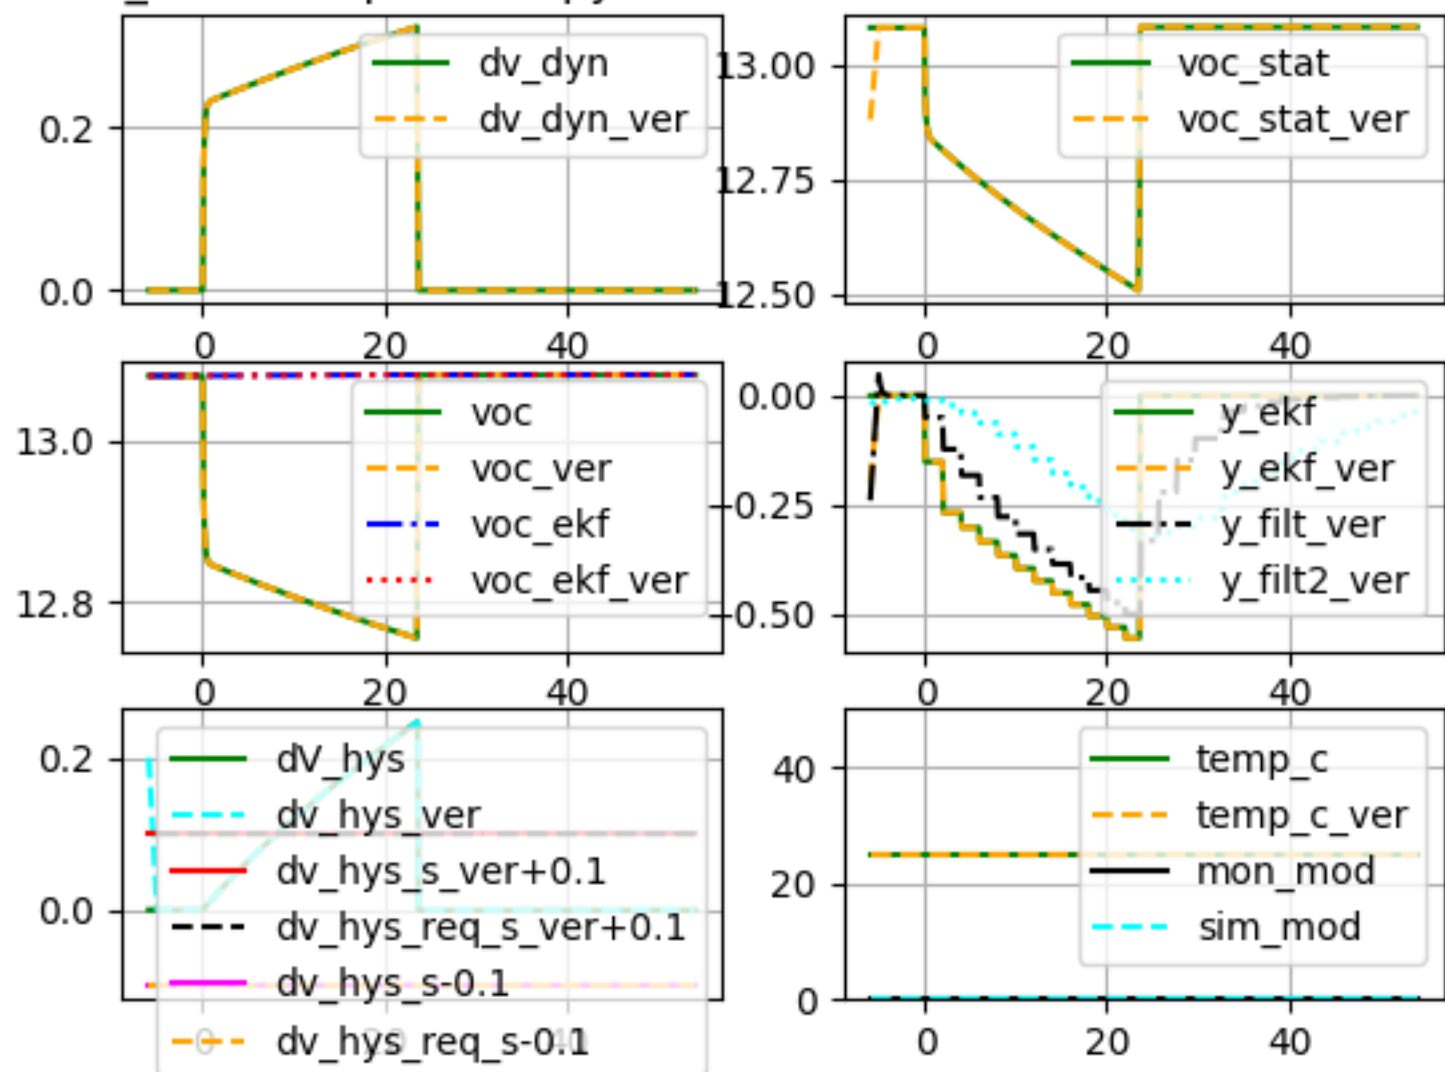 0.2
0.0
0 20 40
dv_dyn
dv_dyn_ver
13.00
12.75
12.50
0 20 40
voc_stat
voc_stat_ver
13.0
12.8
0 20 40
voc
voc_ver
voc_ekf
voc_ekf_ver
0.00
−0.25
−0.50
0 20 40
y_ekf
y_ekf_ver
y_filt_ver
y_filt2_ver
0.2
0.0
0 20 40
dV_hys
dv_hys_ver
dv_hys_s_ver+0.1
dv_hys_req_s_ver+0.1
dv_hys_s-0.1
dv_hys_req_s-0.1
40
20
0
0 20 40
temp_c
temp_c_ver
mon_mod
sim_mod